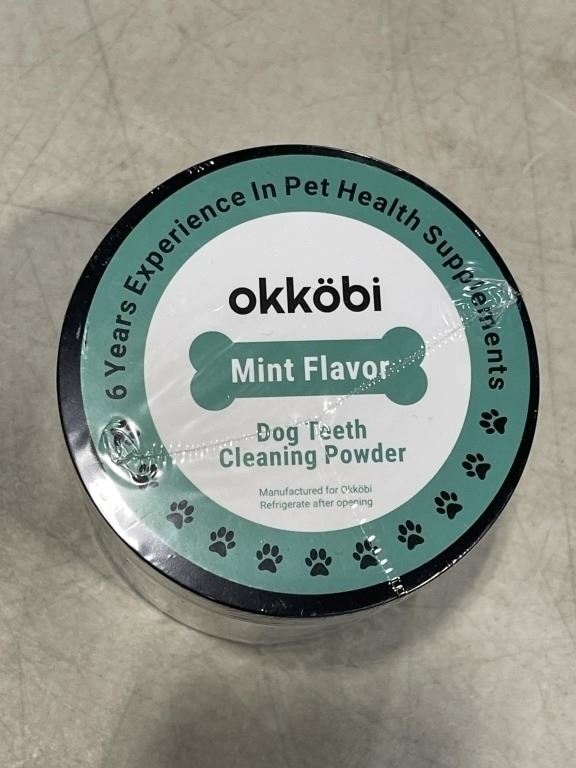 6 Years Experience In Pet Health Supplements
okköbi
Mint Flavor
Dog Teeth
Cleaning Powder
Manufactured for Okköbi
Refrigerate after opening